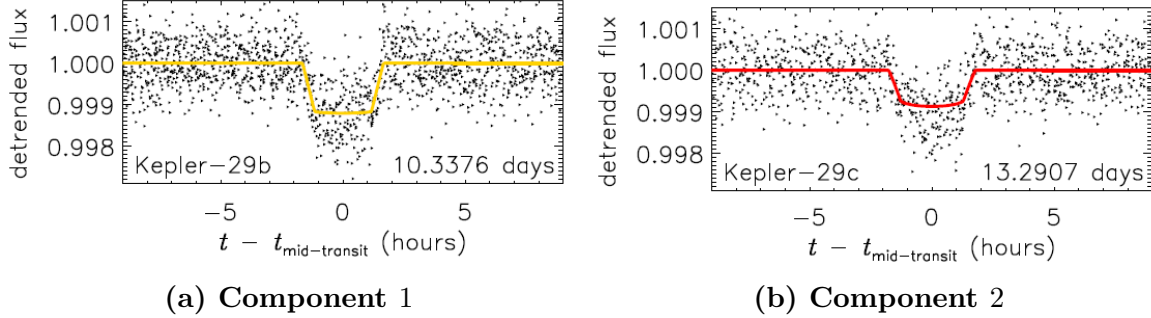 detrended flux
1.001
1.000
0.999
0.998
Kepler-29b
10.3376 days
−5
0
5
t − t_mid−transit (hours)
(a) Component 1
detrended flux
1.001
1.000
0.999
0.998
Kepler-29c
13.2907 days
−5
0
5
t − t_mid−transit (hours)
(b) Component 2